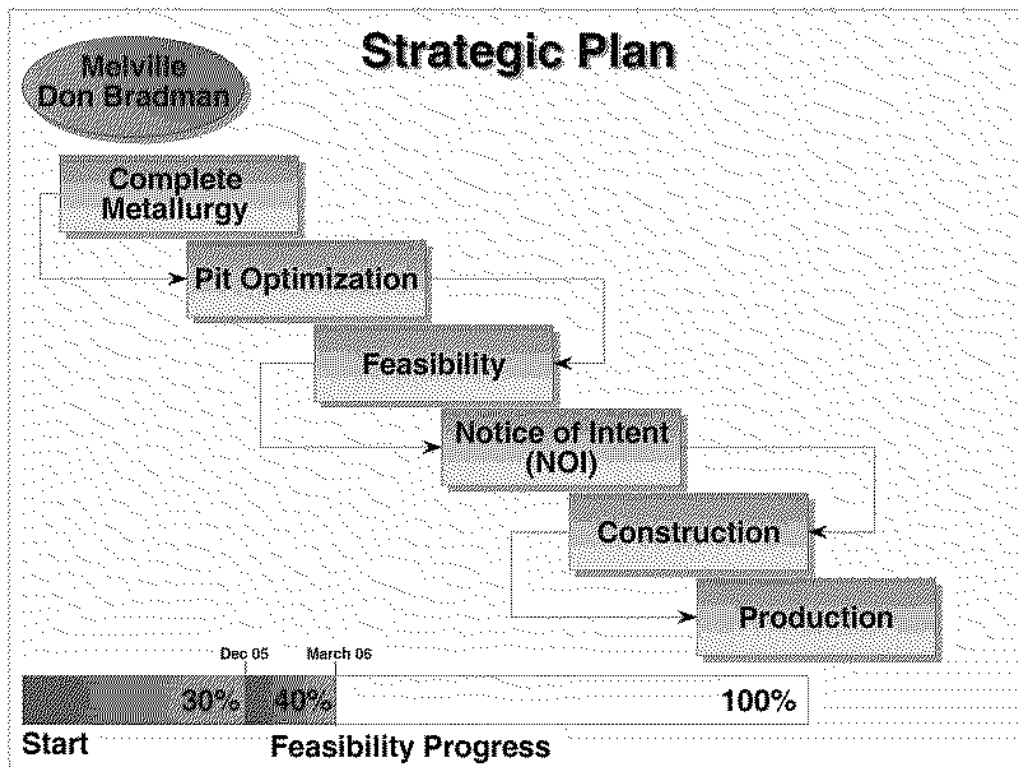 Strategic Plan
Melville
Don Bradman
Complete
Metallurgy
Pit Optimization
Feasibility
Notice of Intent
(NOI)
Construction
Production
Dec 05
March 06
30%
40%
100%
Start
Feasibility Progress